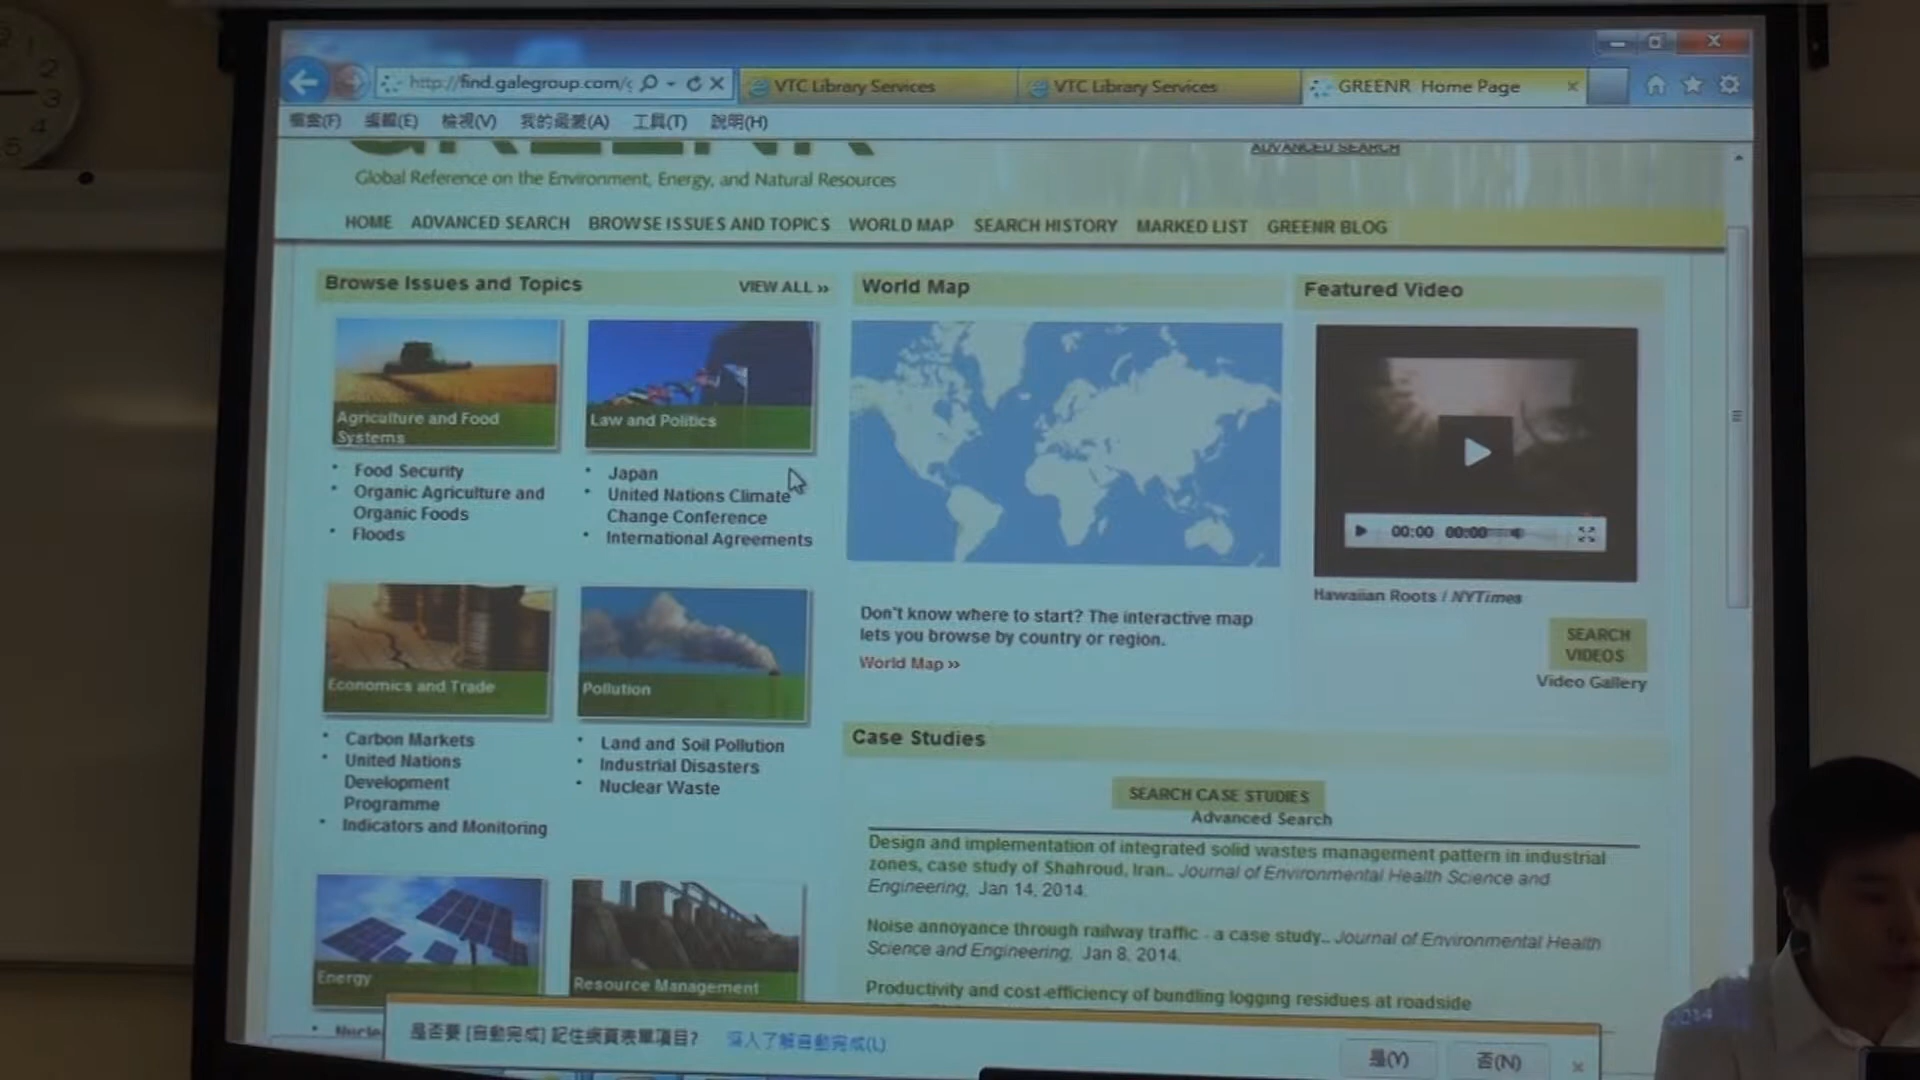 http://find.galegroup.com/
VTC Library Services
VTC Library Services
GREENR Home Page
檔案(F) 編輯(E) 檢視(V) 我的最愛(A) 工具(T) 說明(H)
GREENR
ADVANCED SEARCH
Global Reference on the Environment, Energy, and Natural Resources
HOME ADVANCED SEARCH BROWSE ISSUES AND TOPICS WORLD MAP SEARCH HISTORY MARKED LIST GREENR BLOG
Browse Issues and Topics
VIEW ALL »
Agriculture and Food
Systems
• Food Security
• Organic Agriculture and
Organic Foods
• Floods
Law and Politics
• Japan
• United Nations Climate
Change Conference
• International Agreements
Economics and Trade
• Carbon Markets
• United Nations
Development
Programme
• Indicators and Monitoring
Pollution
• Land and Soil Pollution
• Industrial Disasters
• Nuclear Waste
Energy
Resource Management
World Map
Don't know where to start? The interactive map
lets you browse by country or region.
World Map »
Featured Video
00:00 00:00
Hawaiian Roots / NYTimes
SEARCH
VIDEOS
Video Gallery
Case Studies
SEARCH CASE STUDIES
Advanced Search
Design and implementation of integrated solid wastes management pattern in industrial
zones, case study of Shahroud, Iran.. Journal of Environmental Health Science and
Engineering, Jan 14, 2014.
Noise annoyance through railway traffic - a case study.. Journal of Environmental Health
Science and Engineering, Jan 8, 2014.
Productivity and cost-efficiency of bundling logging residues at roadside
是否要 [自動完成] 記住網頁表單項目? 深入了解自動完成(L)
是(Y) 否(N)
2
3
4
5
2014